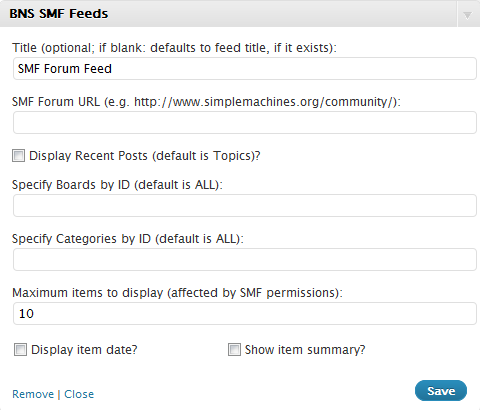 BNS SMF Feeds
Title (optional; if blank: defaults to feed title, if it exists):
SMF Forum Feed
SMF Forum URL (e.g. http://www.simplemachines.org/community/):
Display Recent Posts (default is Topics)?
Specify Boards by ID (default is ALL):
Specify Categories by ID (default is ALL):
Maximum items to display (affected by SMF permissions):
10
Display item date? Show item summary?
Remove | Close Save